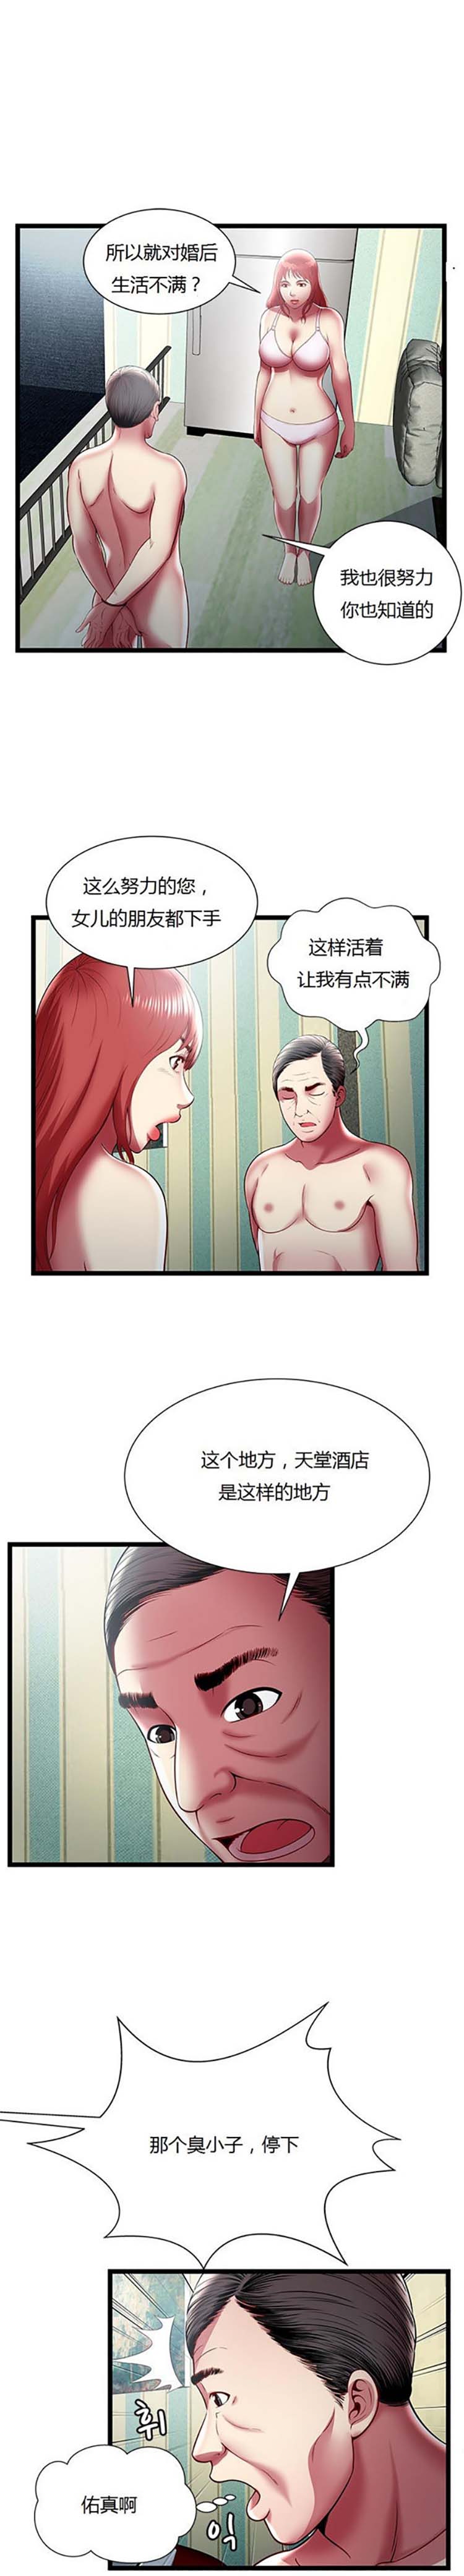 所以就对婚后
生活不满？
我也很努力
你也知道的
这么努力的您，
女儿的朋友都下手
这样活着
让我有点不满
这个地方，天堂酒店
是这样的地方
那个臭小子，停下
휘
익
佑真啊